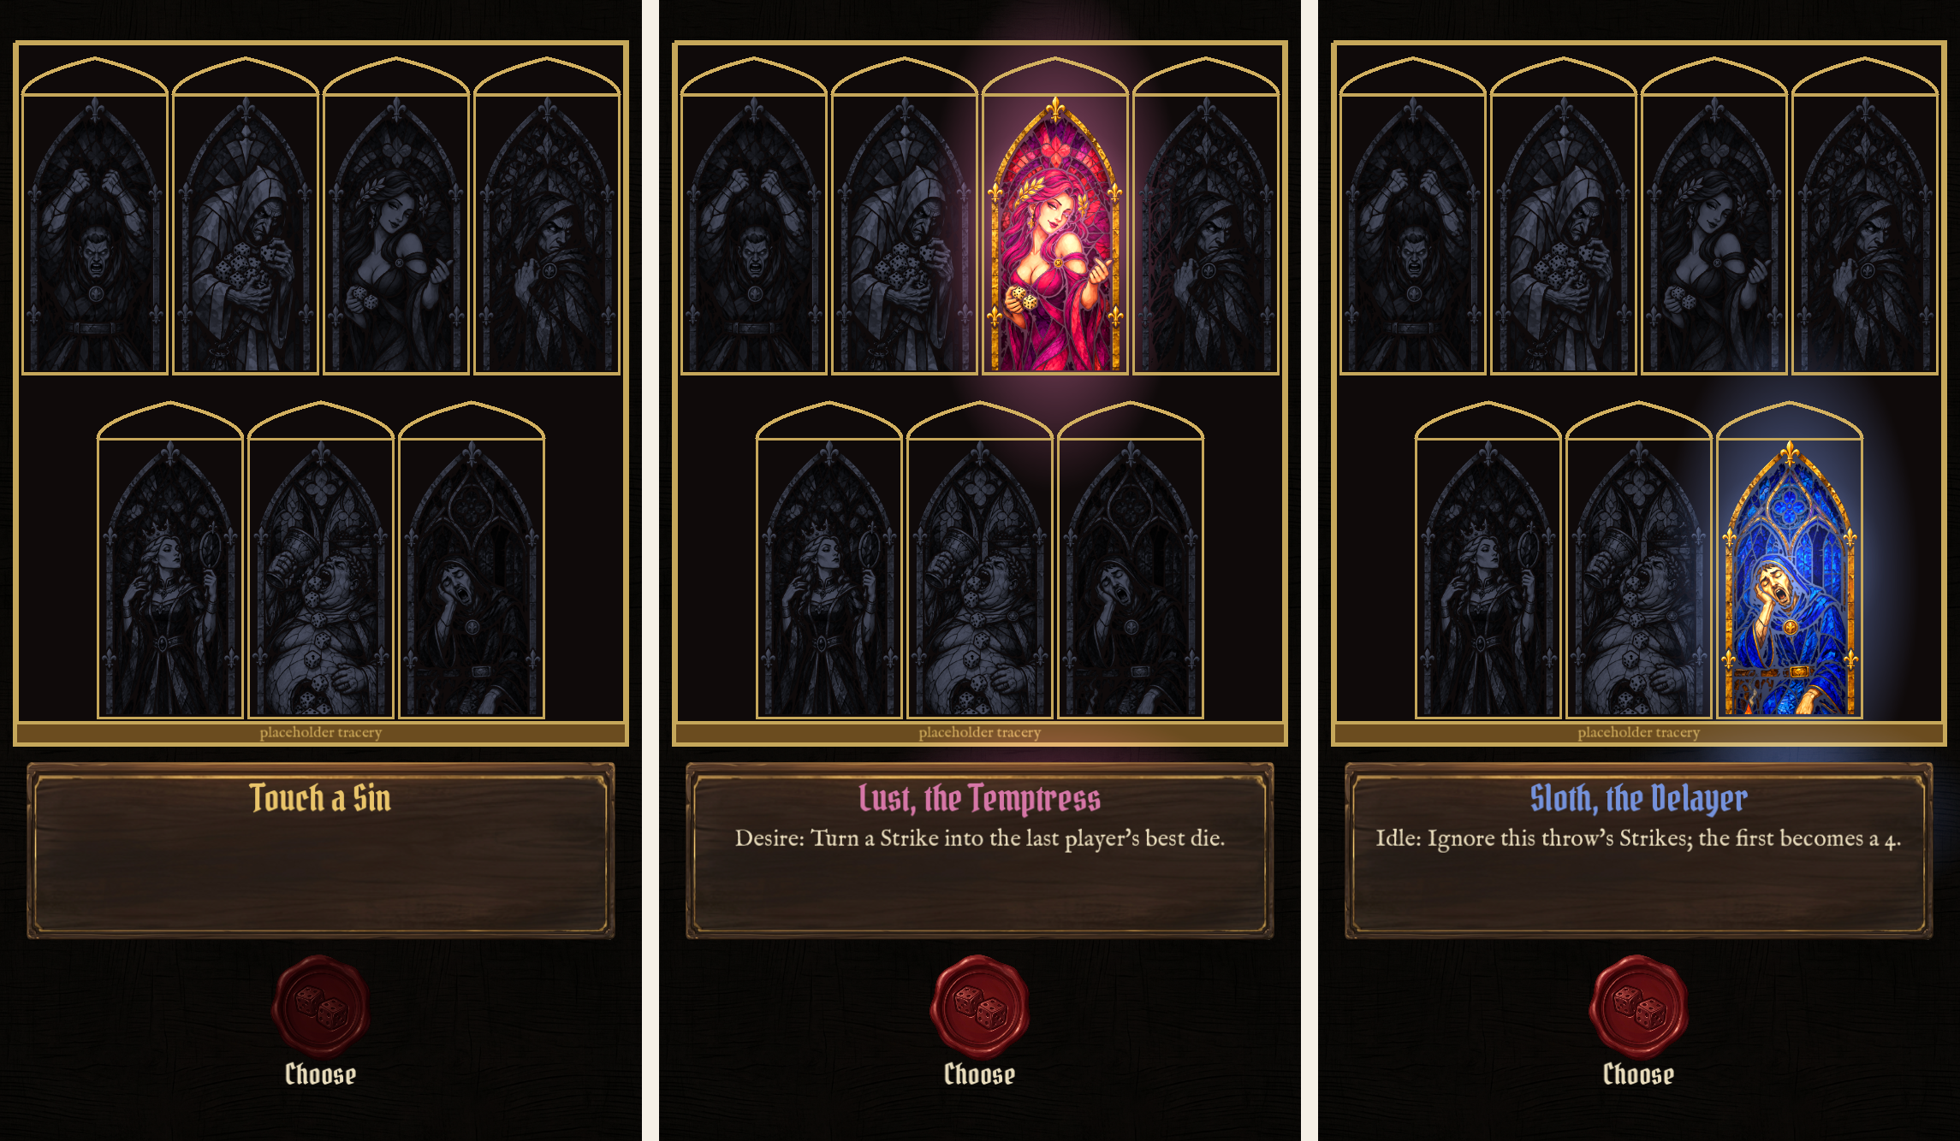 placeholder tracery
Touch a Sin
Choose
placeholder tracery
Lust, the Temptress
Desire: Turn a Strike into the last player's best die.
Choose
placeholder tracery
Sloth, the Delayer
Idle: Ignore this throw's Strikes; the first becomes a 4.
Choose